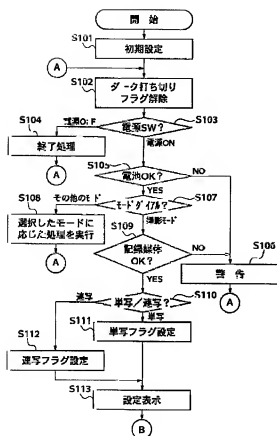 開 始
S101
初期設定
A
S102
ダーク打ち切り
フラグ解除
S104
電源OFF
S103
電源SW?
終了処理
電源ON
S105
A
電池OK?
NO
S108
その他のモード
YES
S107
モードダイアル?
選択したモードに
応じた処理を実行
撮影モード
S109
記録媒体
OK?
NO
S106
A
YES
警 告
連写
S110
単写/連写?
A
S112
S111
単写
単写フラグ設定
連写フラグ設定
S113
設定表示
B